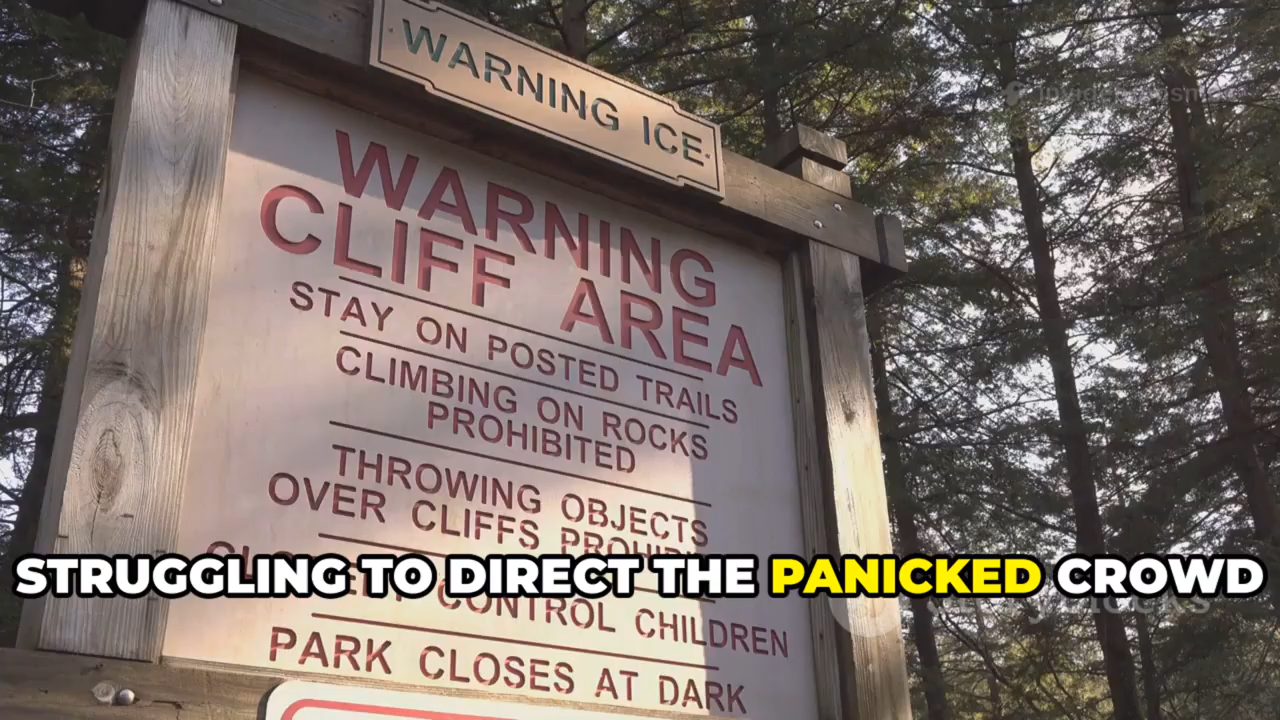 WARNING ICE
WARNING
CLIFF AREA
STAY ON POSTED TRAILS
CLIMBING ON ROCKS
PROHIBITED
THROWING OBJECTS
OVER CLIFFS
CONTROL CHILDREN
STRUGGLING TO DIRECT THE PANICKED CROWD
PARK CLOSES AT DARK